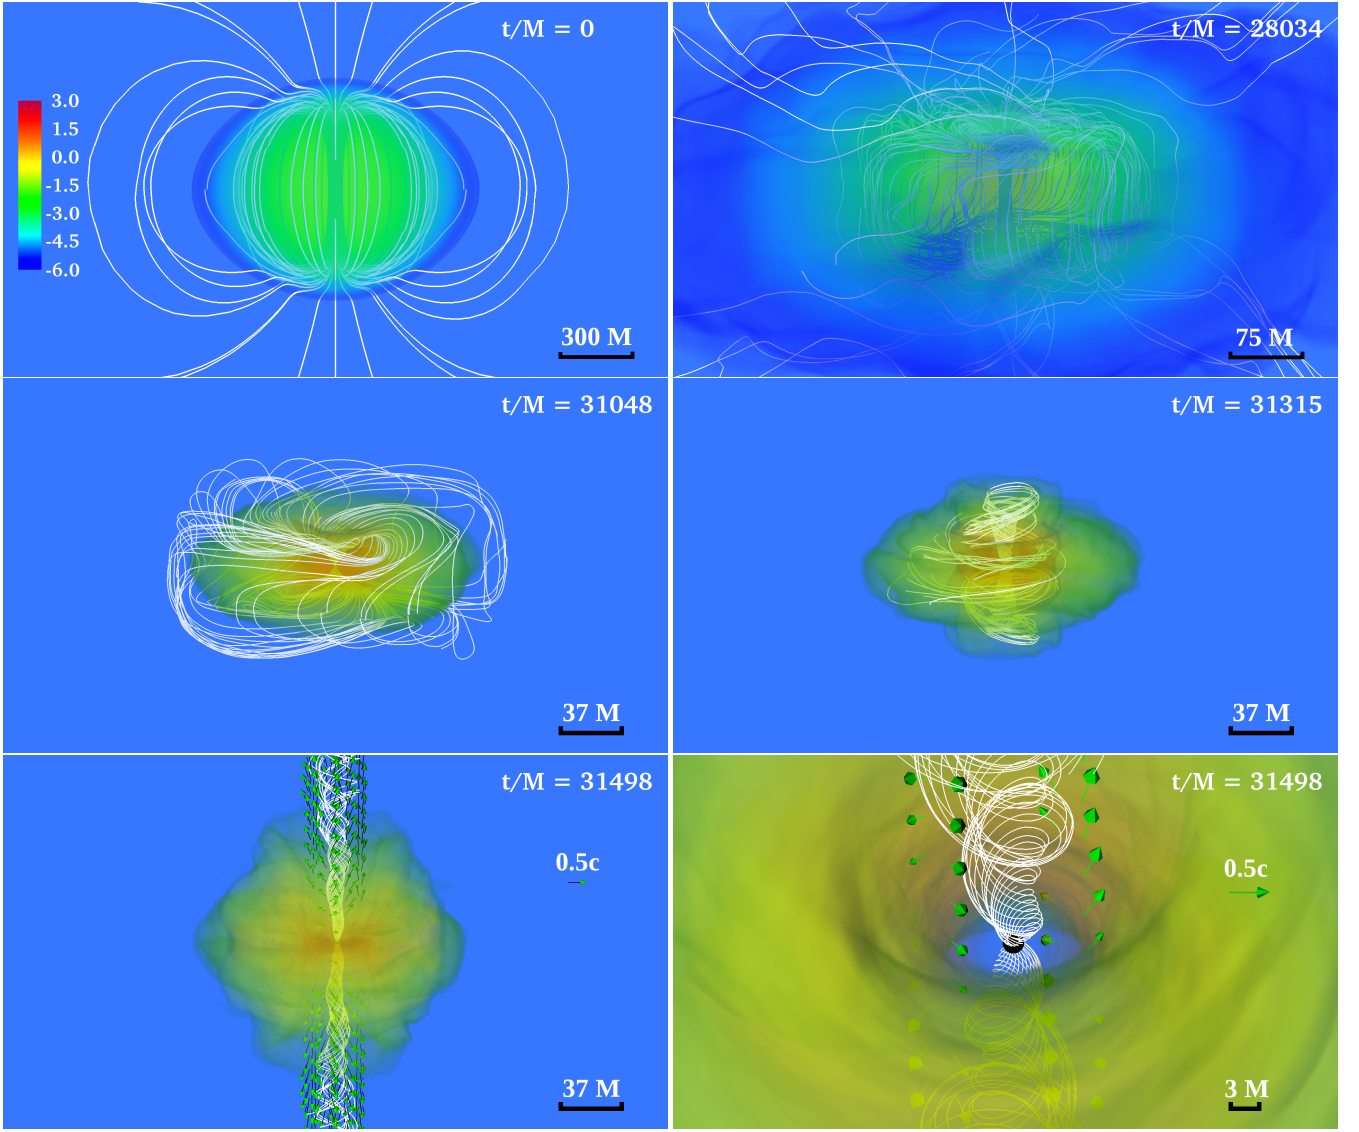 t/M = 0
3.0
1.5
0.0
-1.5
-3.0
-4.5
-6.0
300 M
t/M = 28034
75 M
t/M = 31048
37 M
t/M = 31315
37 M
t/M = 31498
0.5c
37 M
t/M = 31498
0.5c
3 M